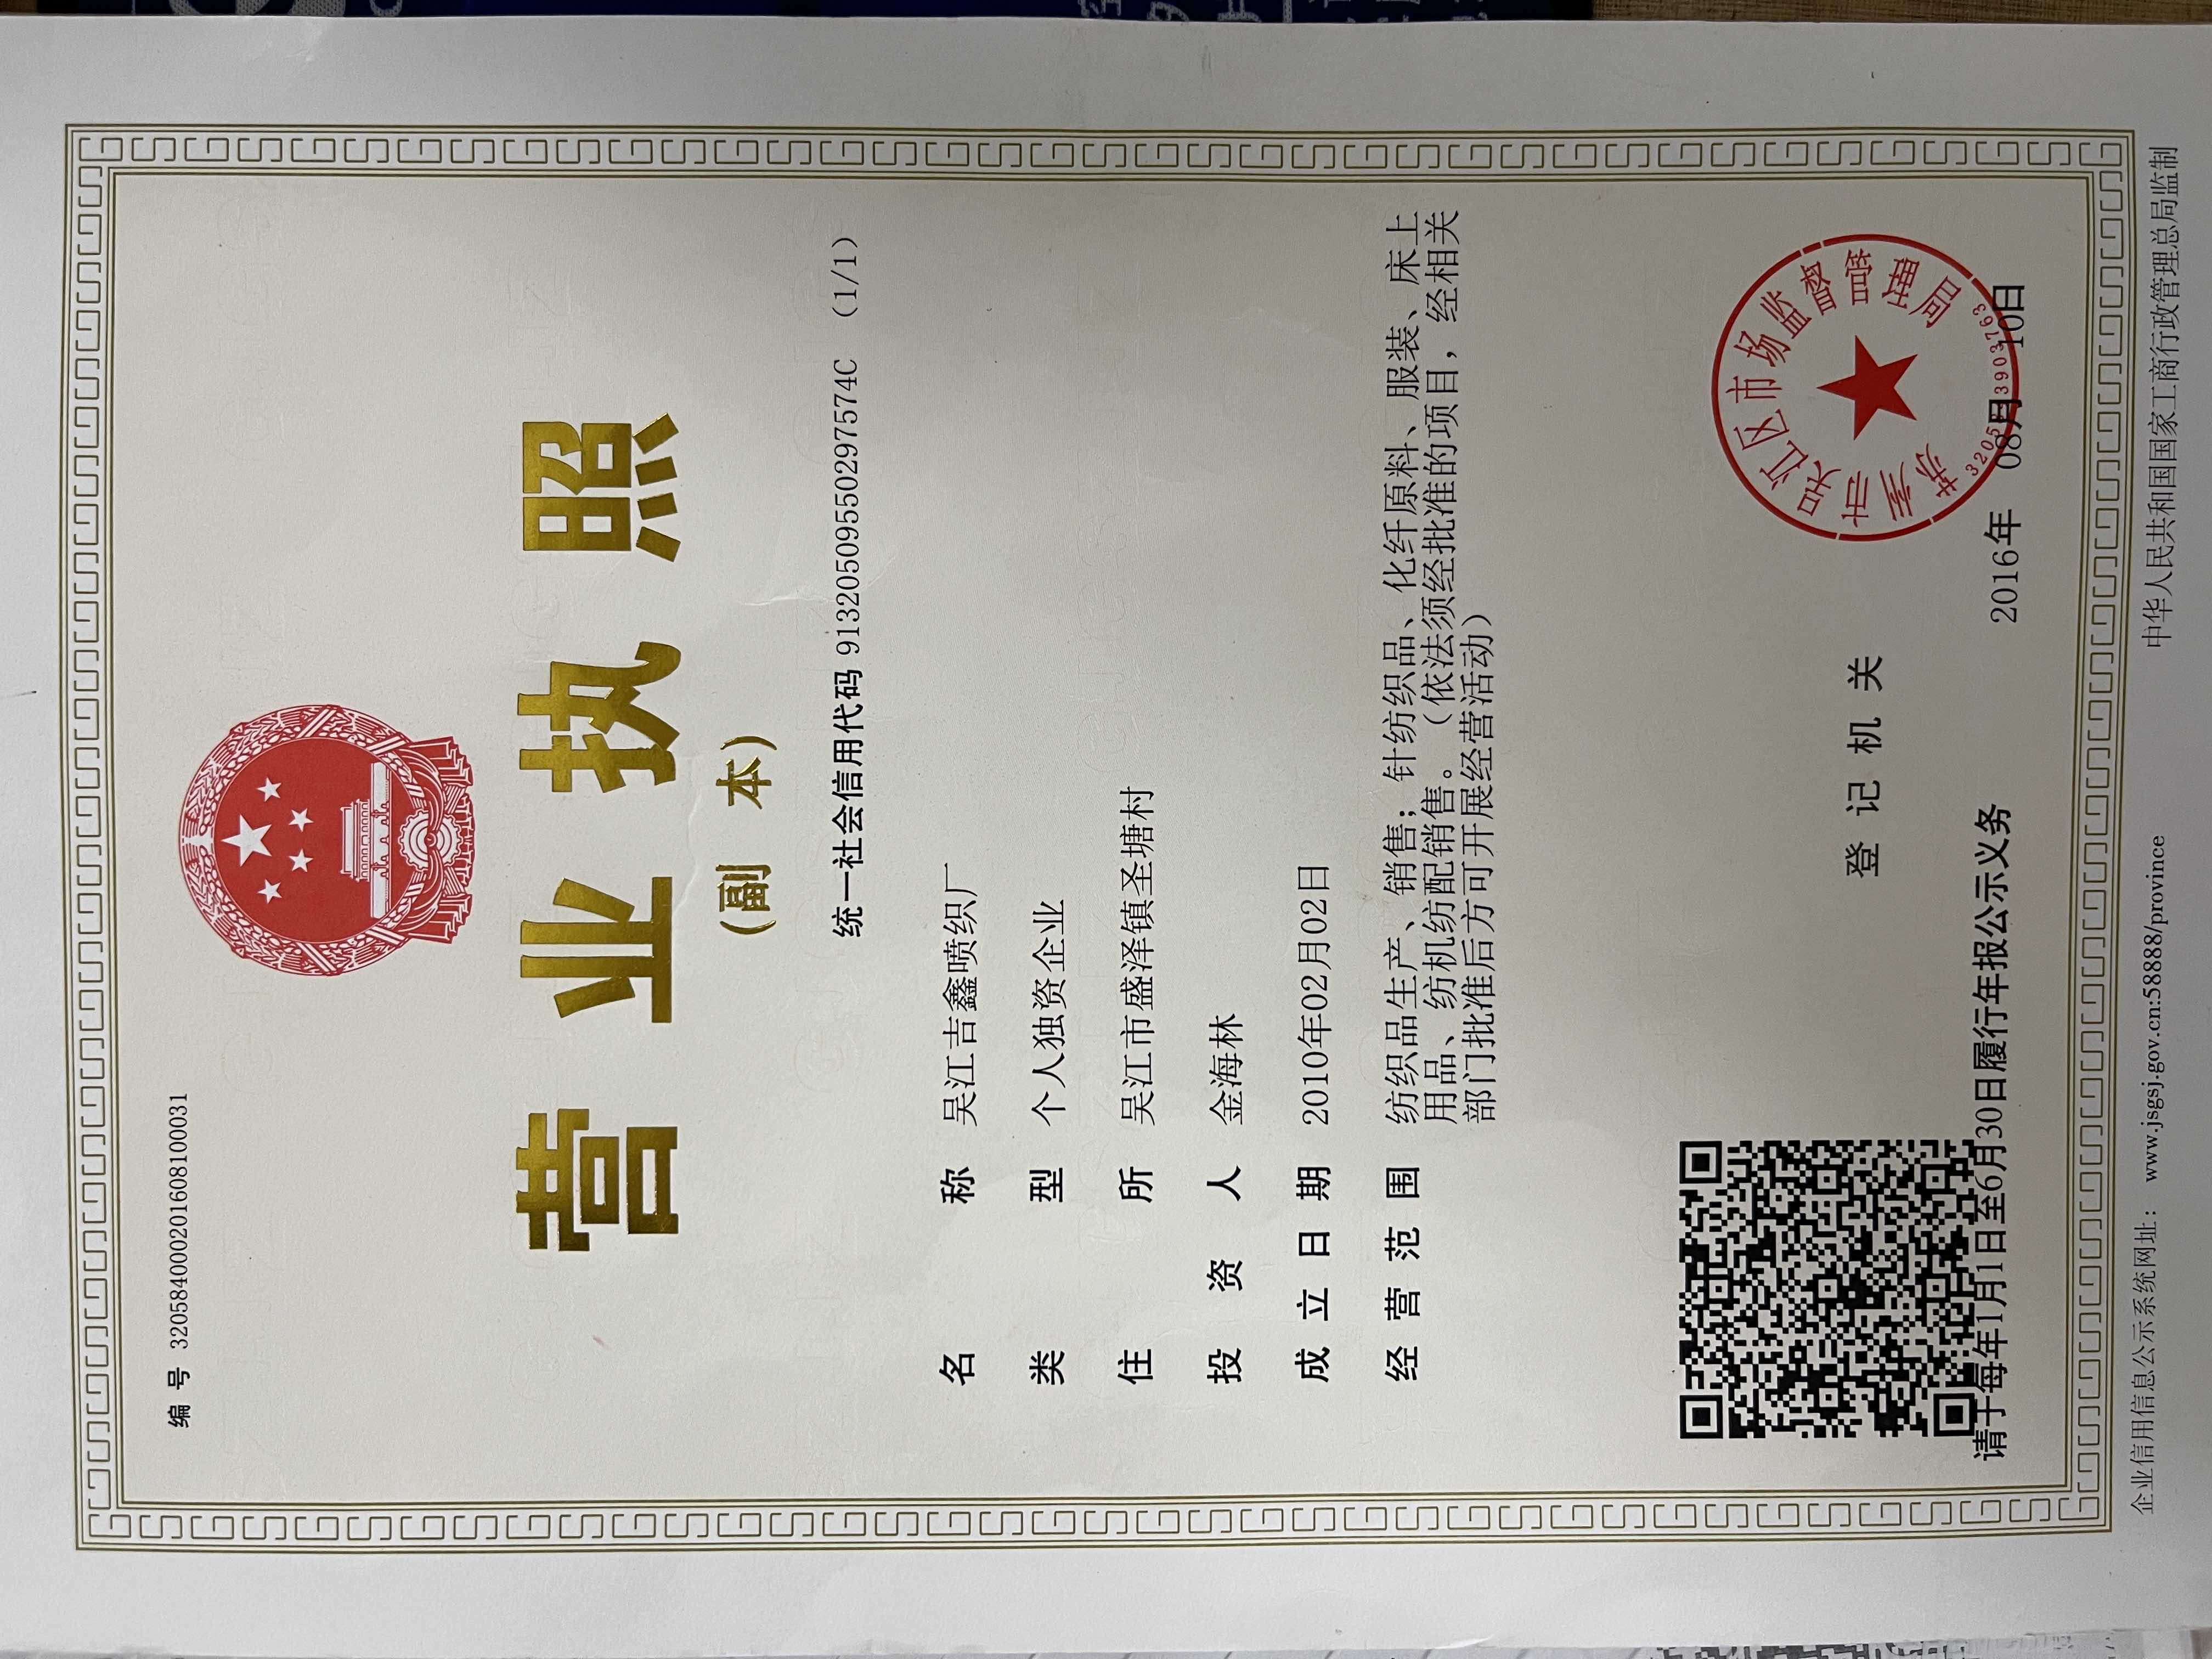 编 号 320584000201608100031
营业执照
(副 本)
统一社会信用代码 91320509550297574C (1/1)
名 称 吴江吉鑫喷织厂
类 型 个人独资企业
住 所 吴江市盛泽镇圣塘村
投 资 人 金海林
成 立 日 期 2010年02月02日
经 营 范 围 纺织品生产、销售；针纺纺织品、化纤原料、服装、床上
用品、纺机纺配销售。（依法须经批准的项目，经相关
部门批准后方可开展经营活动）
登 记 机 关
苏州市吴江区市场监督管理局
2016年 08月 10日
请于每年1月1日至6月30日履行年报公示义务
企业信用信息公示系统网址： www.jsgsj.gov.cn:58888/province
中华人民共和国国家工商行政管理总局监制